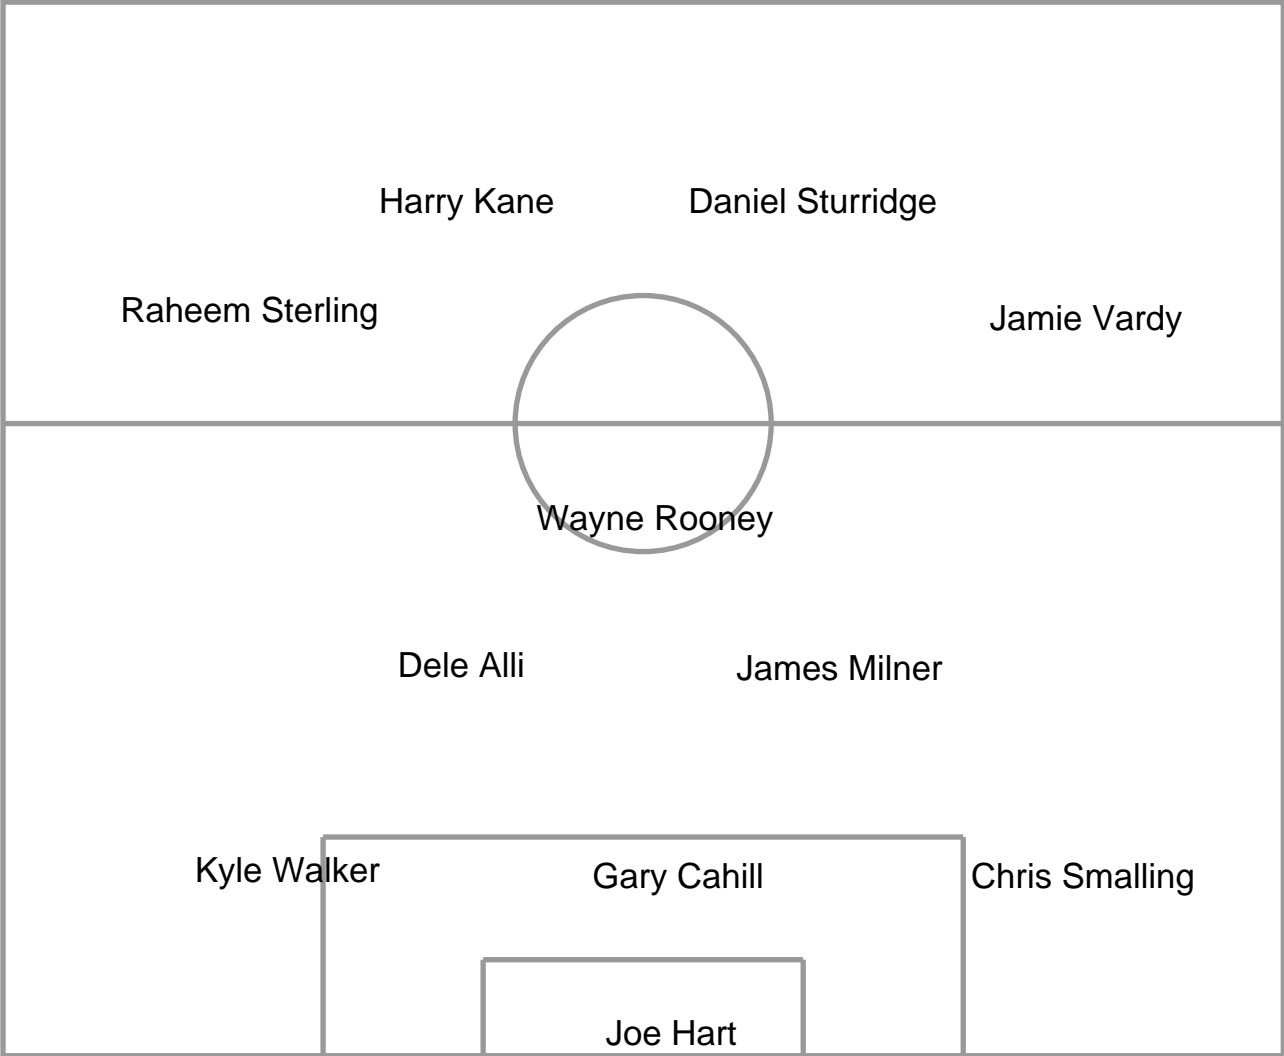 Harry Kane
Daniel Sturridge
Raheem Sterling
Jamie Vardy
Wayne Rooney
Dele Alli
James Milner
Kyle Walker
Gary Cahill
Chris Smalling
Joe Hart